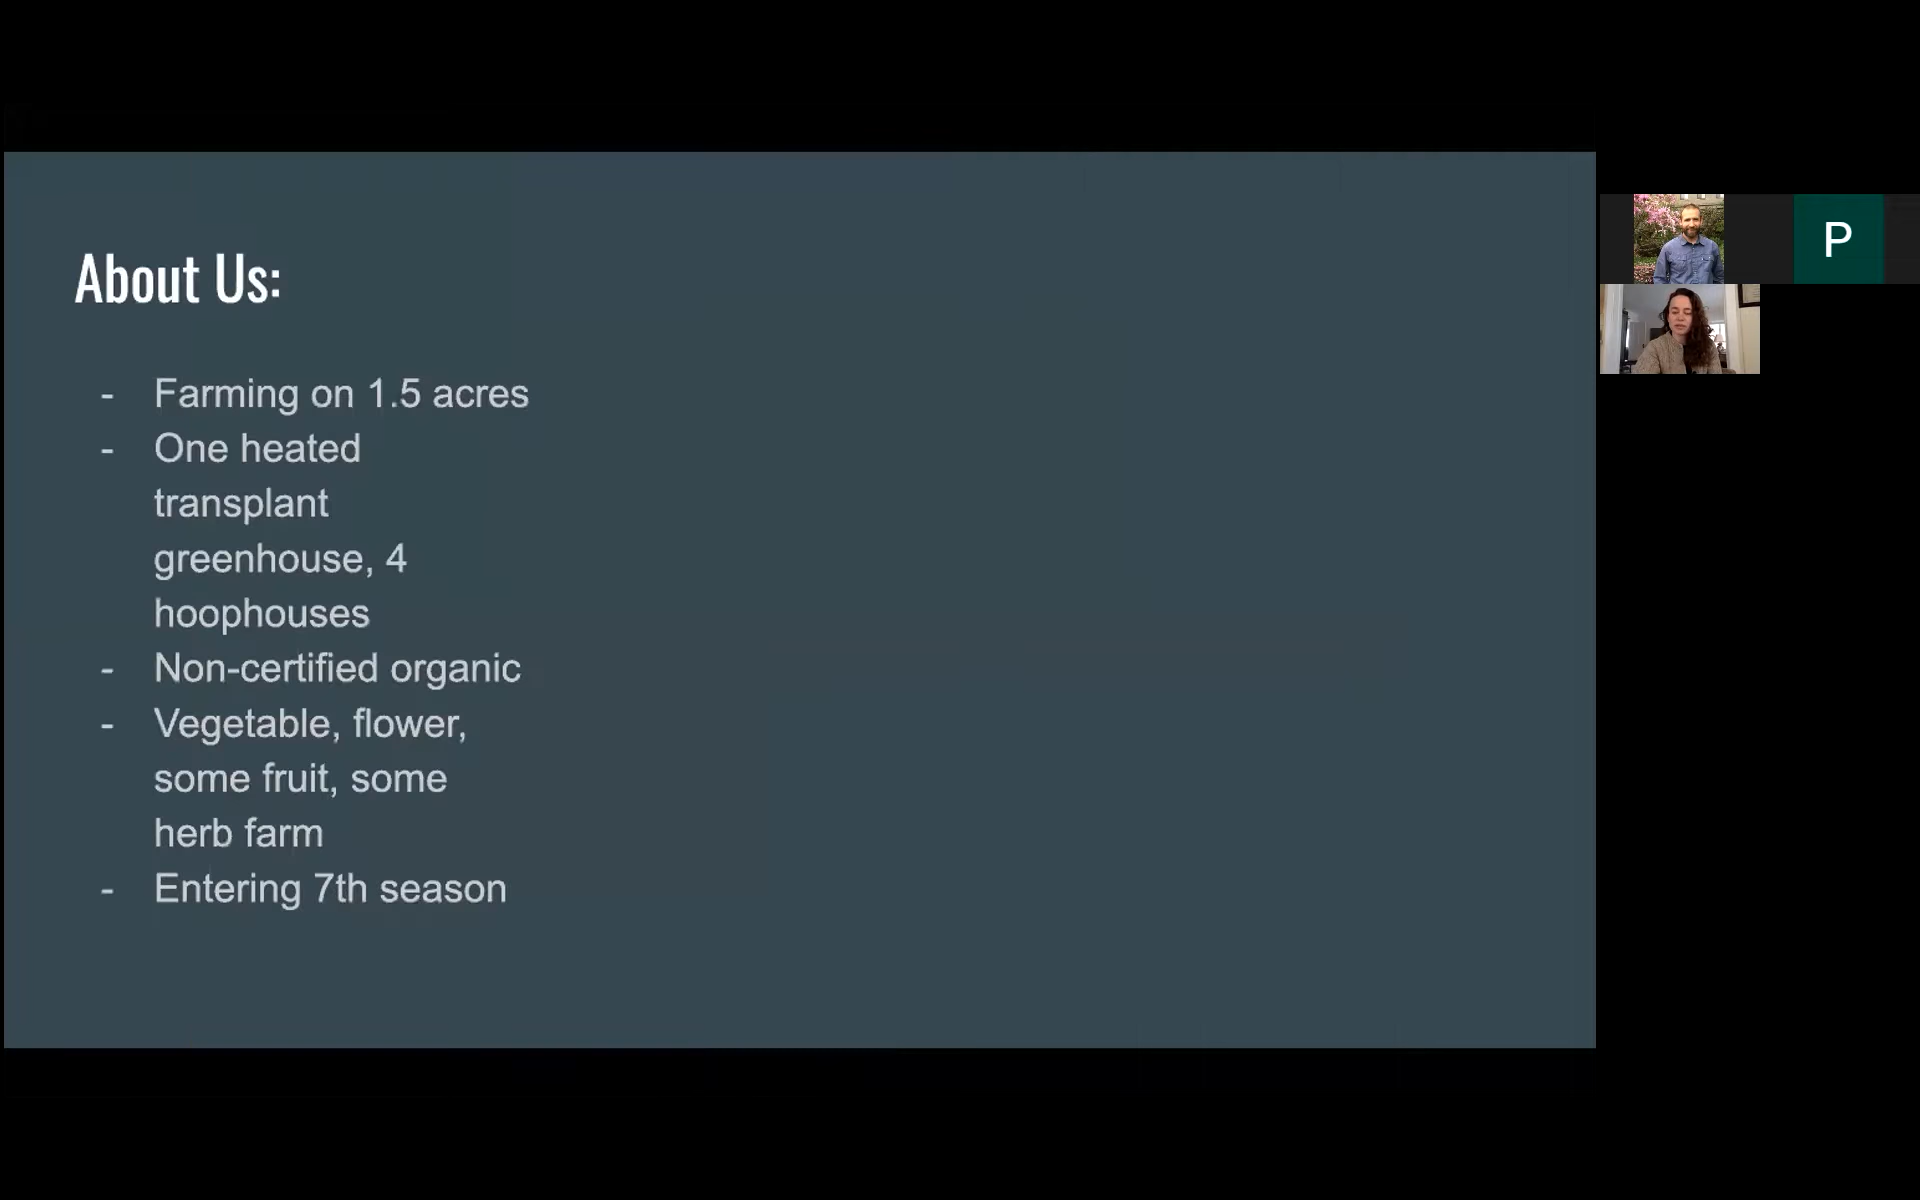 About Us:
- Farming on 1.5 acres
- One heated
transplant
greenhouse, 4
hoophouses
- Non-certified organic
- Vegetable, flower,
some fruit, some
herb farm
- Entering 7th season
P